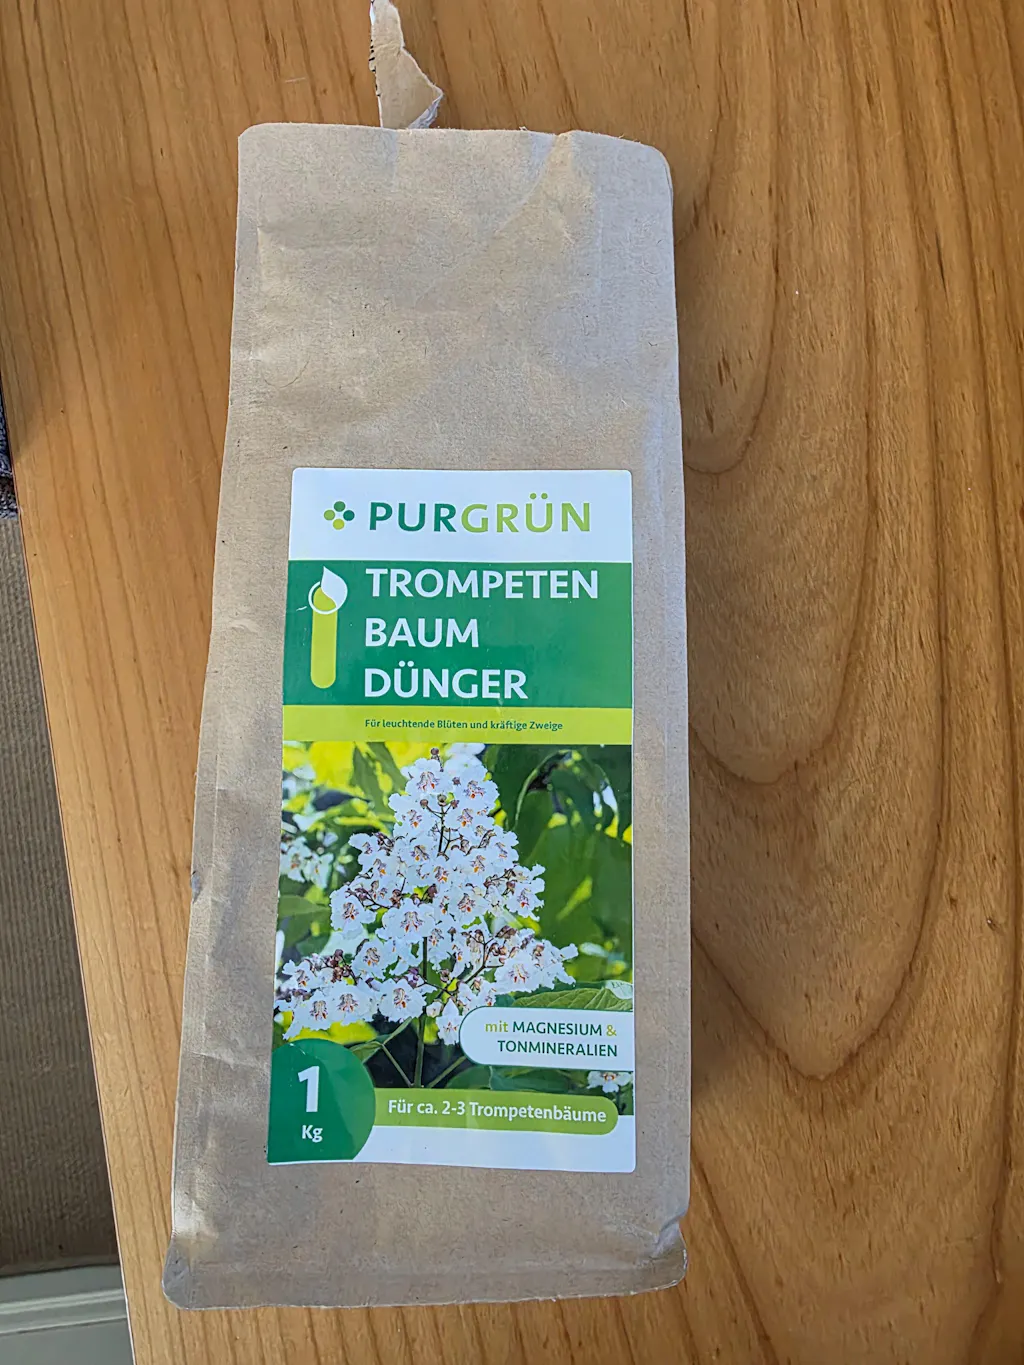 PURGRÜN
TROMPETEN
BAUM
DÜNGER
Für leuchtende Blüten und kräftige Zweige
mit MAGNESIUM &
TONMINERALIEN
1
Kg
Für ca. 2-3 Trompetenbäume